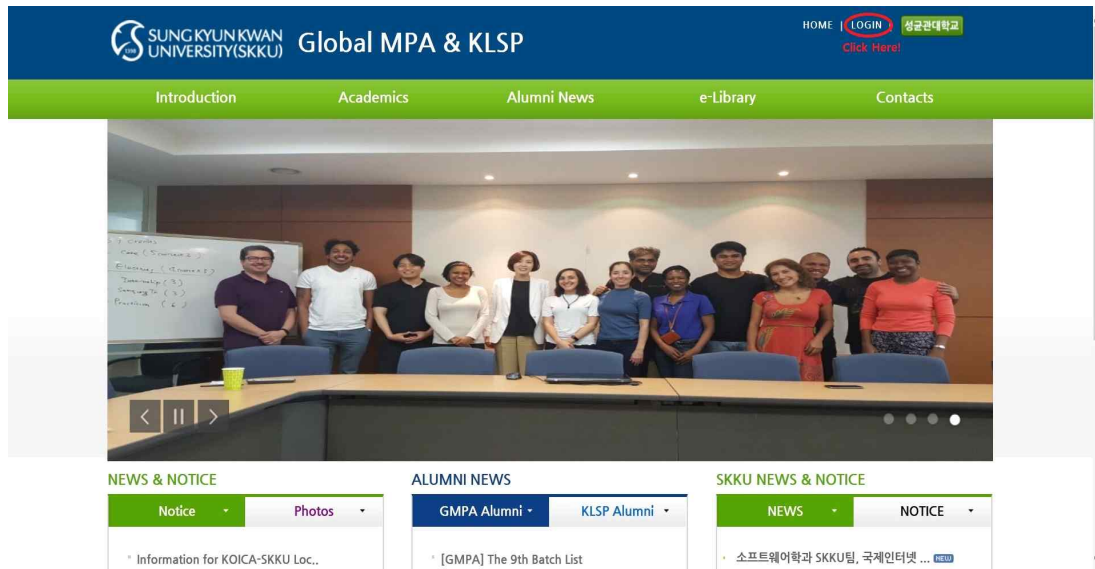 SUNG KYUN KWAN
UNIVERSITY(SKKU)
Global MPA & KLSP
HOME | LOGIN | 성균관대학교
Click Here!
Introduction Academics Alumni News e-Library Contacts
NEWS & NOTICE
Notice Photos
Information for KOICA-SKKU Loc..
ALUMNI NEWS
GMPA Alumni KLSP Alumni
[GMPA] The 9th Batch List
SKKU NEWS & NOTICE
NEWS NOTICE
소프트웨어학과 SKKU팀, 국제인터넷 ... NEW